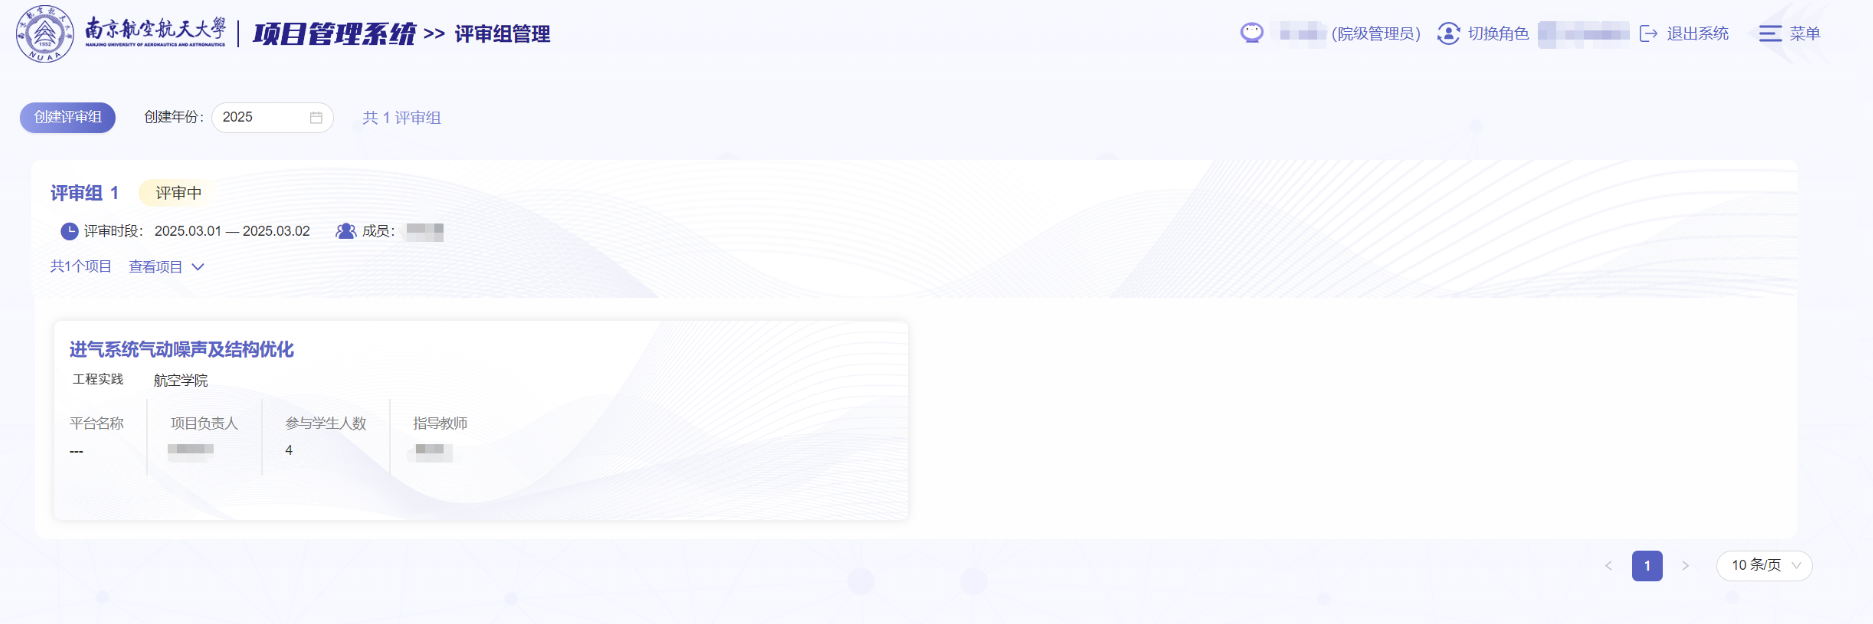 南京航空航天大學
NANJING UNIVERSITY OF AERONAUTICS AND ASTRONAUTICS
1952
NUAA
项目管理系统 >> 评审组管理
(院级管理员)
切换角色
退出系统
菜单
创建评审组
创建年份:
2025
共 1 评审组
评审组 1
评审中
评审时段： 2025.03.01 — 2025.03.02
成员：
共1个项目
查看项目
进气系统气动噪声及结构优化
工程实践
航空学院
平台名称
项目负责人
参与学生人数
指导教师
---
4
< 1 >
10 条/页